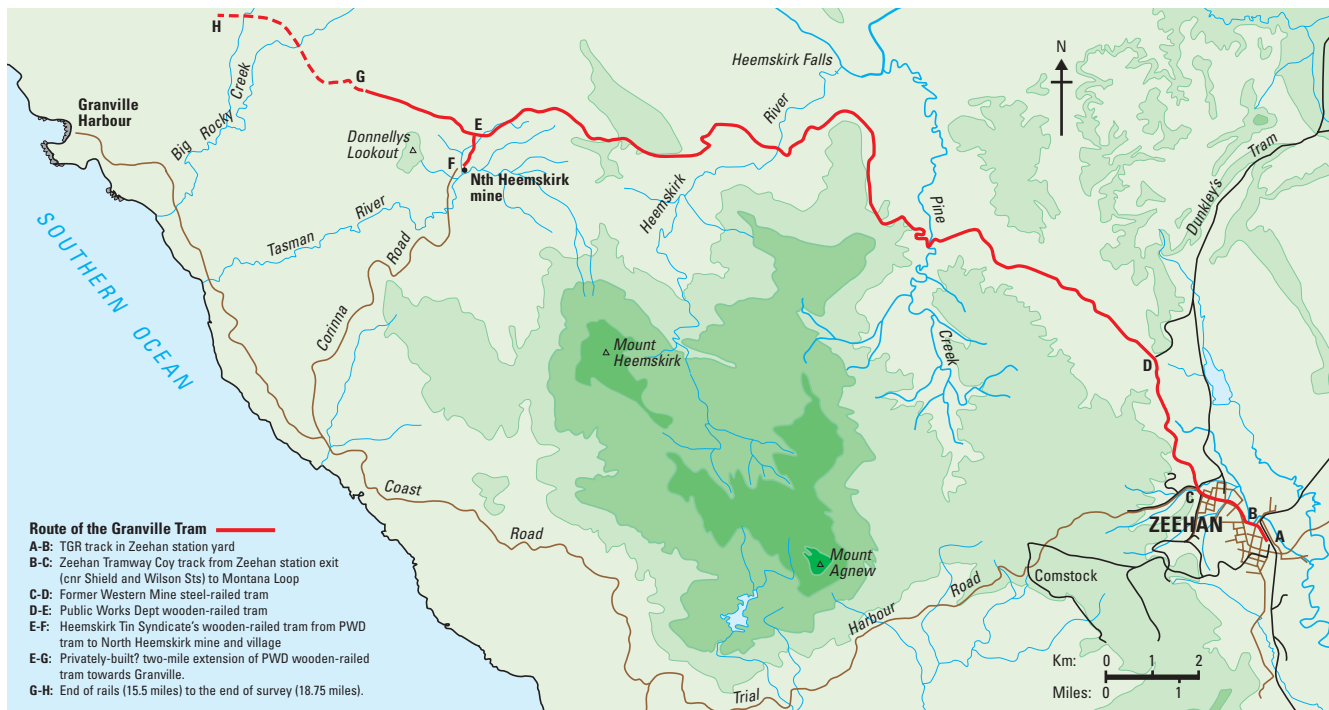 H
G
Granville
Harbour
Big Rocky Creek
Donnellys
Lookout
E
F
Nth Heemskirk
mine
Heemskirk Falls
River
Heemskirk
N
Pine
Creek
Dunkley's Tram
Tasman River
Corinna Road
SOUTHERN OCEAN
Mount
Heemskirk
D
C
ZEEHAN
B
A
Coast Road
Mount
Agnew
Comstock
Trial Harbour Road
Route of the Granville Tram
A-B: TGR track in Zeehan station yard
B-C: Zeehan Tramway Coy track from Zeehan station exit
(cnr Shield and Wilson Sts) to Montana Loop
C-D: Former Western Mine steel-railed tram
D-E: Public Works Dept wooden-railed tram
E-F: Heemskirk Tin Syndicate's wooden-railed tram from PWD
tram to North Heemskirk mine and village
E-G: Privately-built? two-mile extension of PWD wooden-railed
tram towards Granville.
G-H: End of rails (15.5 miles) to the end of survey (18.75 miles).
Km: 0 1 2
Miles: 0 1